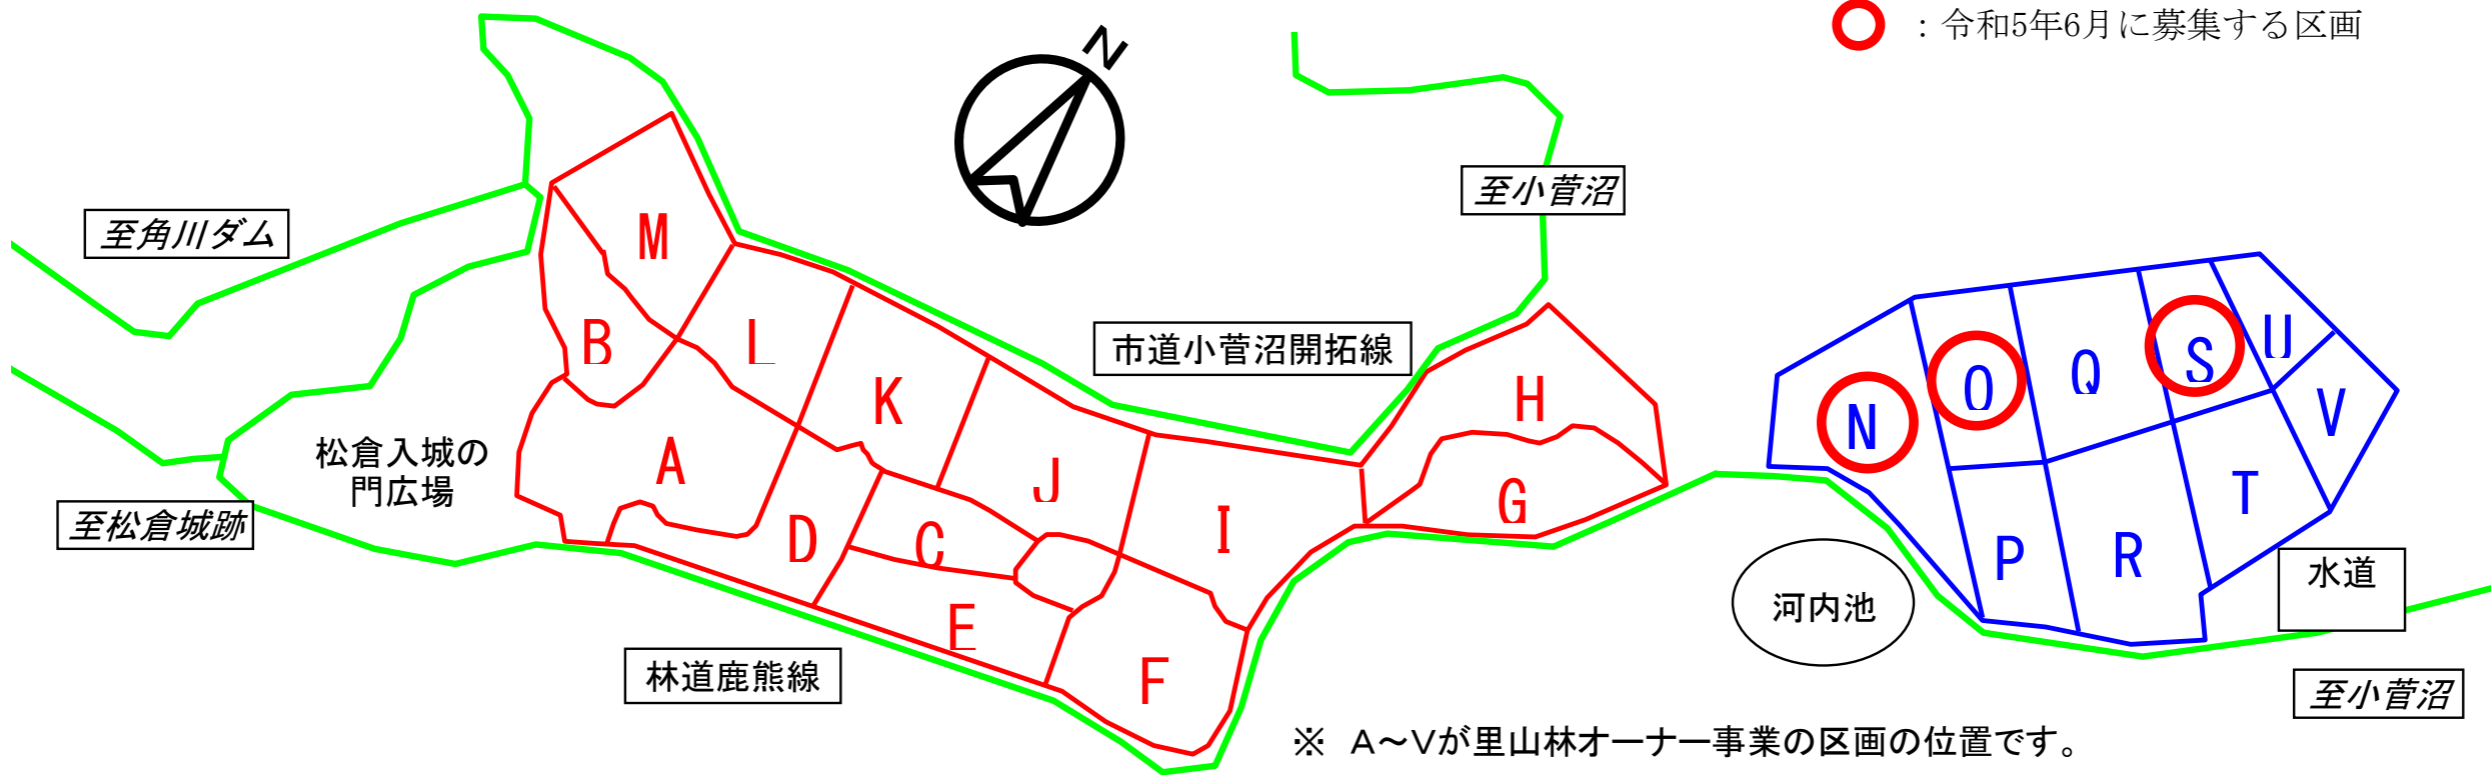 ：令和5年6月に募集する区画
N
至小菅沼
至角川ダム
M
市道小菅沼開拓線
B
L
U
S
Q
O
K
H
V
N
松倉入城の
門広場
A
J
G
T
至松倉城跡
D
C
I
P
R
水道
河内池
E
林道鹿熊線
F
至小菅沼
※　A～Vが里山林オーナー事業の区画の位置です。